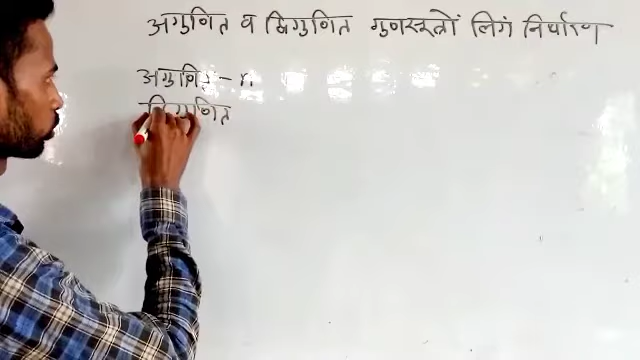 अगुणित व द्विगुणित गुणसूत्रों लिगं निर्धारण
अगुणित - n
द्विगुणित